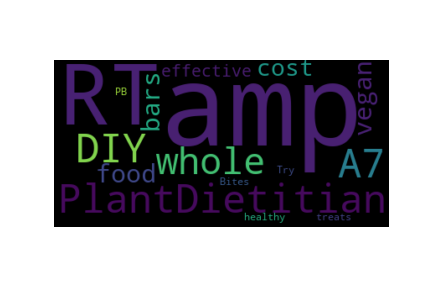 RT
amp
PB
bars
effective
cost
vegan
DIY
whole
A7
food
Bites
Try
PlantDietitian
healthy
treats